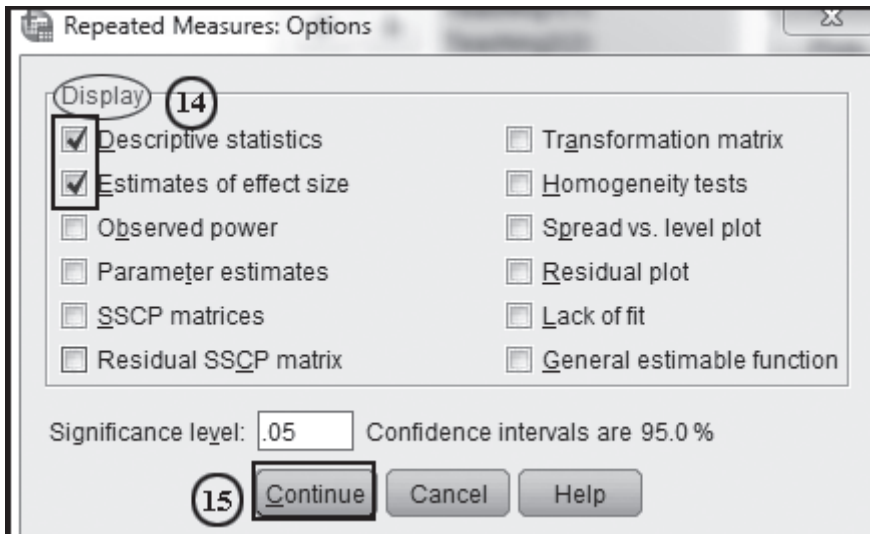 Repeated Measures: Options
Display 14
Descriptive statistics
Estimates of effect size
Observed power
Parameter estimates
SSCP matrices
Residual SSCP matrix
Transformation matrix
Homogeneity tests
Spread vs. level plot
Residual plot
Lack of fit
General estimable function
Significance level: .05 Confidence intervals are 95.0 %
15 Continue Cancel Help